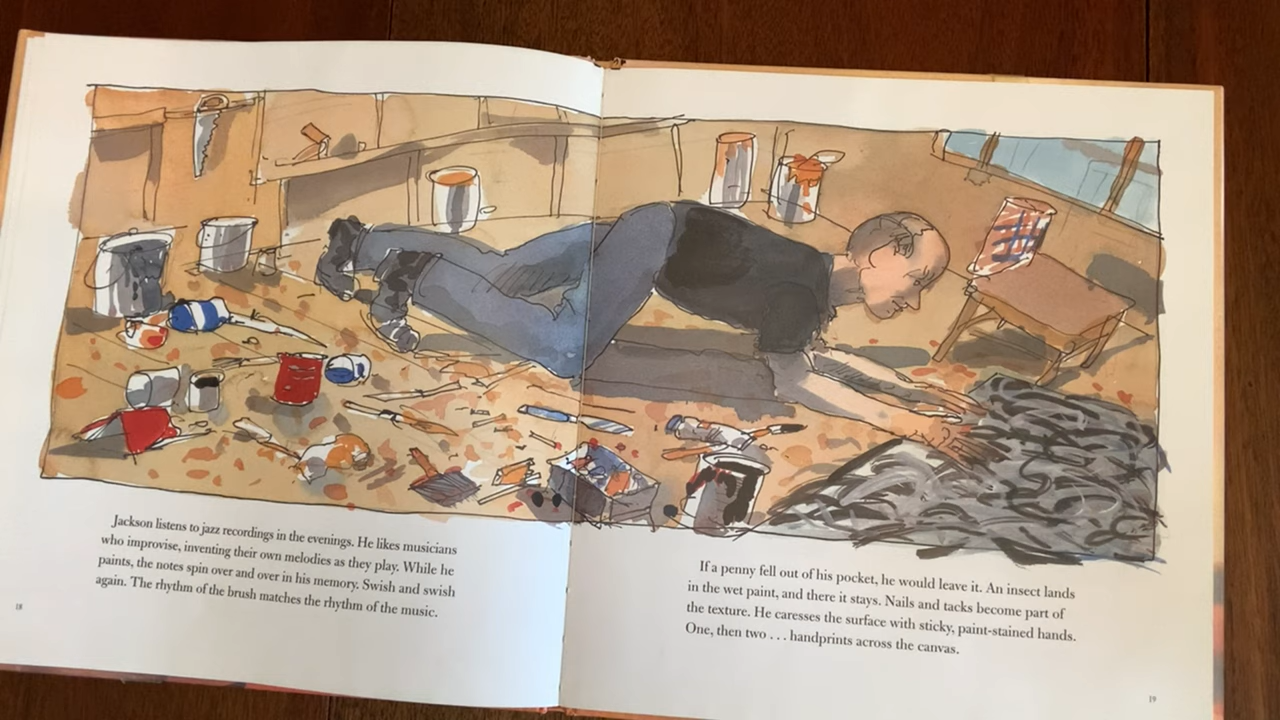 Jackson listens to jazz recordings in the evenings. He likes musicians
who improvise, inventing their own melodies as they play. While he
paints, the notes spin over and over in his memory. Swish and swish
again. The rhythm of the brush matches the rhythm of the music.
18
If a penny fell out of his pocket, he would leave it. An insect lands
in the wet paint, and there it stays. Nails and tacks become part of
the texture. He caresses the surface with sticky, paint-stained hands.
One, then two . . . handprints across the canvas.
19